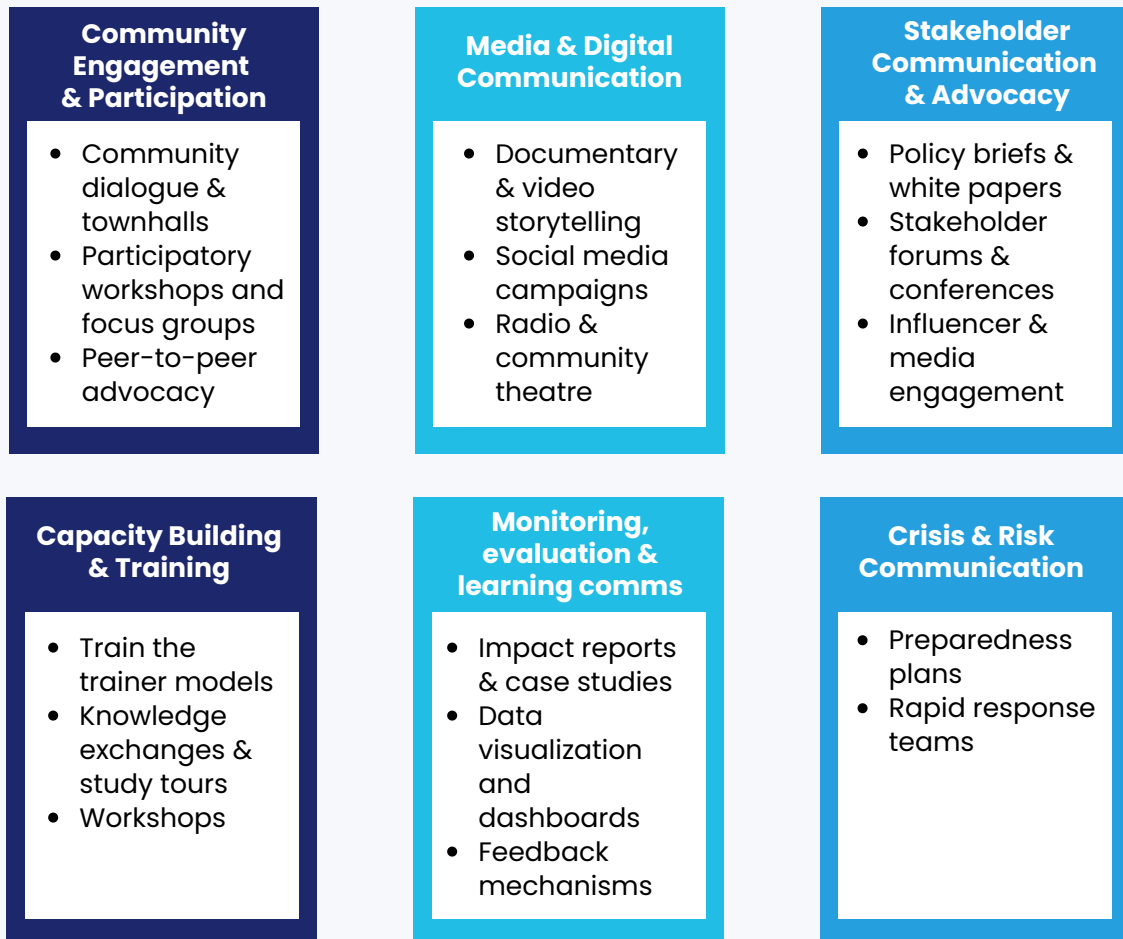 Community
Engagement
& Participation
• Community
dialogue &
townhalls
• Participatory
workshops and
focus groups
• Peer-to-peer
advocacy
Media & Digital
Communication
• Documentary
& video
storytelling
• Social media
campaigns
• Radio &
community
theatre
Stakeholder
Communication
& Advocacy
• Policy briefs &
white papers
• Stakeholder
forums &
conferences
• Influencer &
media
engagement
Capacity Building
& Training
• Train the
trainer models
• Knowledge
exchanges &
study tours
• Workshops
Monitoring,
evaluation &
learning comms
• Impact reports
& case studies
• Data
visualization
and
dashboards
• Feedback
mechanisms
Crisis & Risk
Communication
• Preparedness
plans
• Rapid response
teams